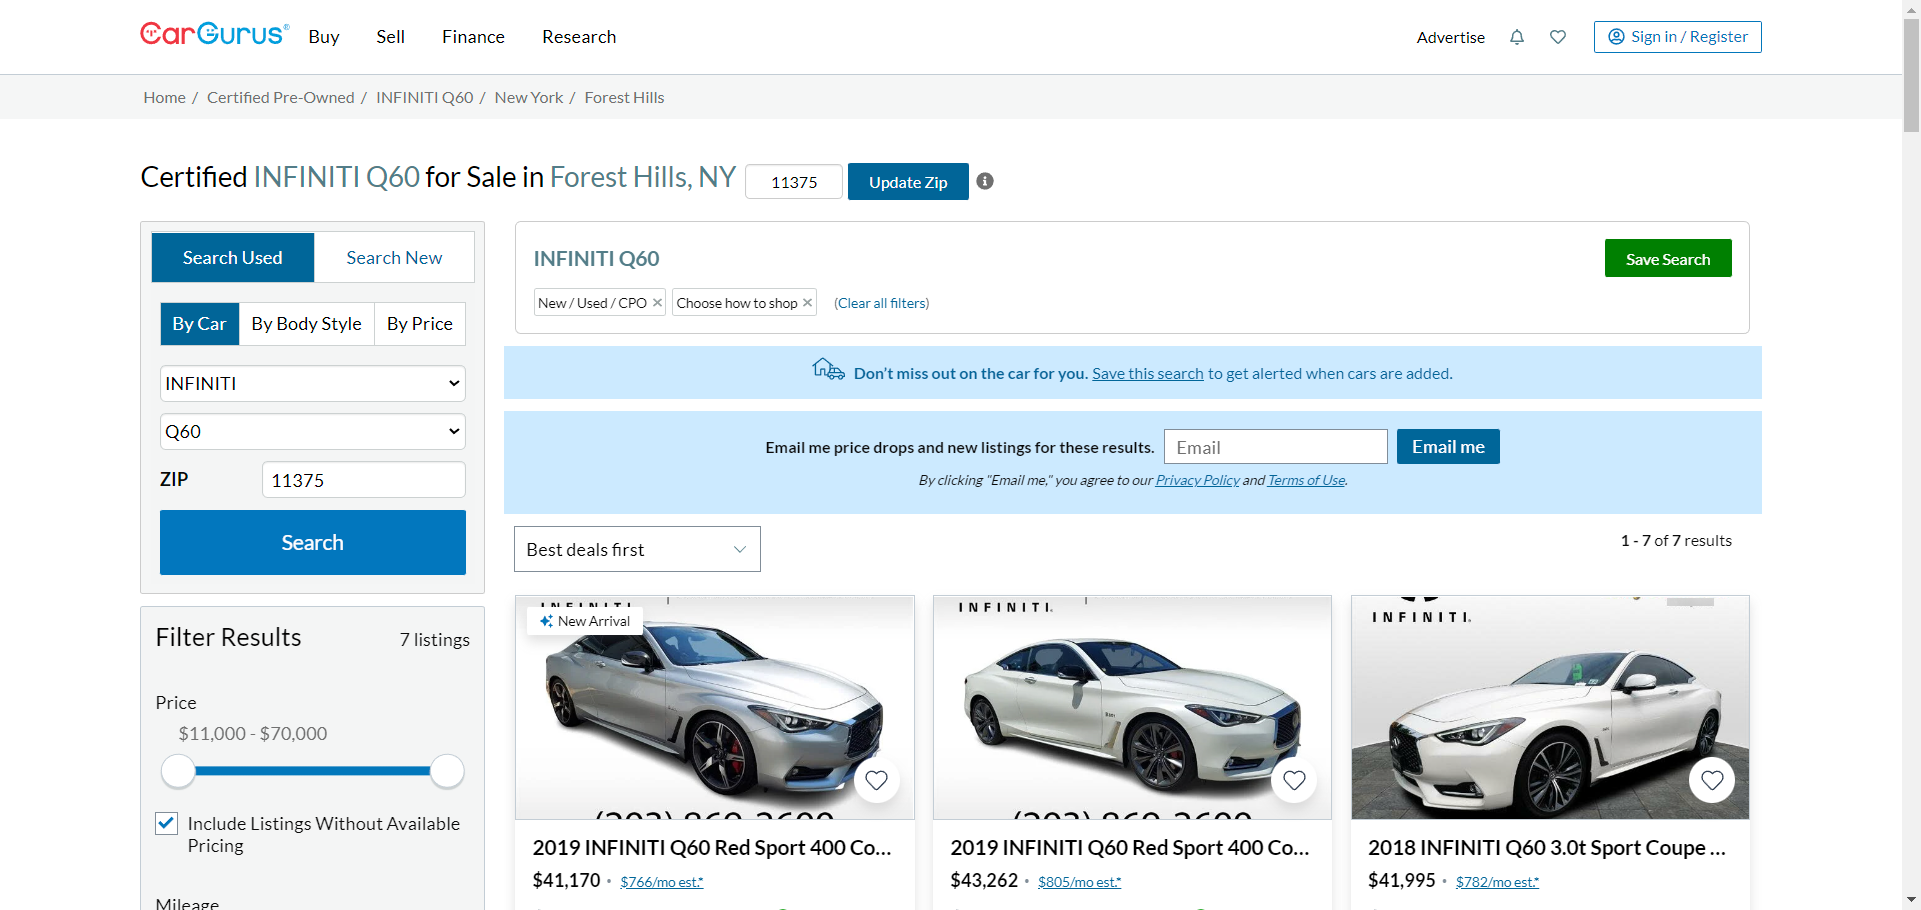 CarGurus®
Buy
Sell
Finance
Research
Advertise
Sign in / Register
Home / Certified Pre-Owned / INFINITI Q60 / New York / Forest Hills
Certified INFINITI Q60 for Sale in Forest Hills, NY
11375
Update Zip
Search Used
Search New
By Car
By Body Style
By Price
INFINITI
Q60
ZIP
11375
Search
Filter Results
7 listings
Price
$11,000 - $70,000
Include Listings Without Available
Pricing
Mileage
INFINITI Q60
Save Search
New / Used / CPO
Choose how to shop
(Clear all filters)
Don't miss out on the car for you. Save this search to get alerted when cars are added.
Email me price drops and new listings for these results.
Email
Email me
By clicking "Email me," you agree to our Privacy Policy and Terms of Use.
Best deals first
1 - 7 of 7 results
INFINITI
New Arrival
(203) 869-3600
2019 INFINITI Q60 Red Sport 400 Co...
$41,170 • $766/mo est.*
INFINITI.
(203) 869-3600
2019 INFINITI Q60 Red Sport 400 Co...
$43,262 • $805/mo est.*
INFINITI.
2018 INFINITI Q60 3.0t Sport Coupe ...
$41,995 • $782/mo est.*